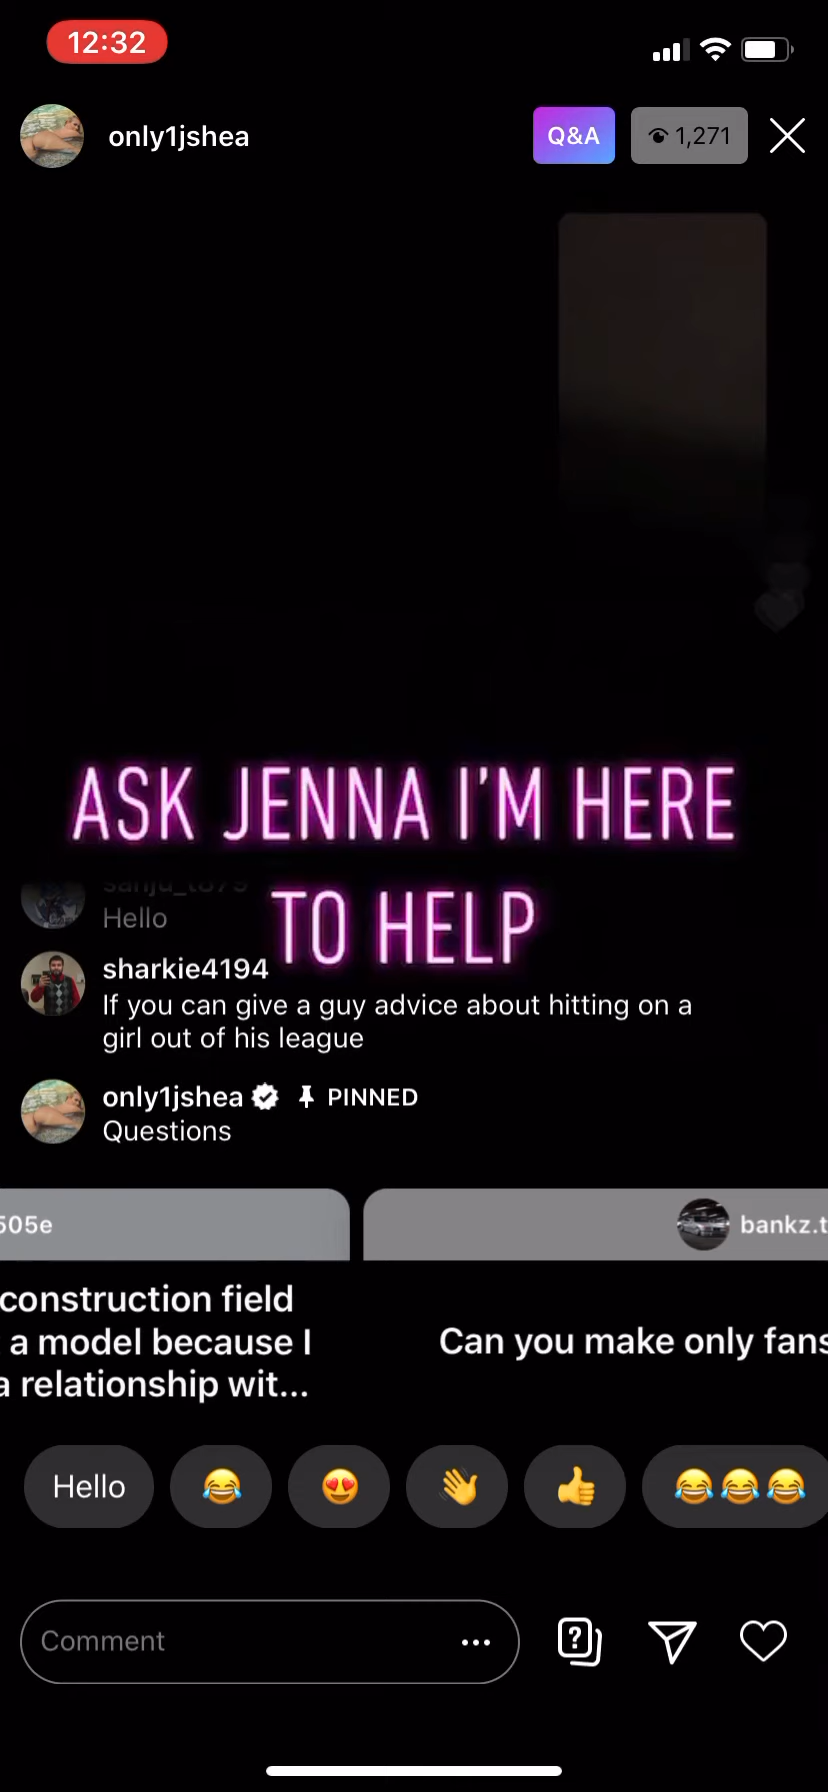 12:32
only1jshea
Q&A
1,271
ASK JENNA I'M HERE
TO HELP
Hello
sharkie4194
If you can give a guy advice about hitting on a
girl out of his league
only1jshea PINNED
Questions
505e
bankz.t
construction field
a model because I
a relationship wit...
Can you make only fans
Hello
Comment